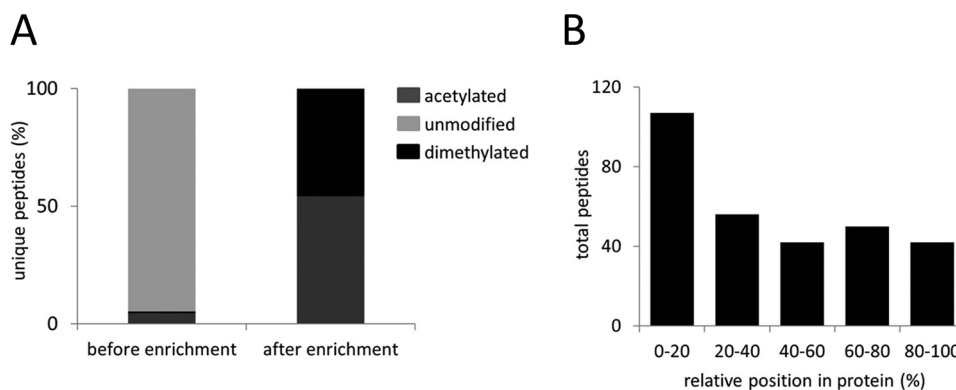 A
unique peptides (%)
100
50
0
before enrichment
after enrichment
acetylated
unmodified
dimethylated
B
total peptides
120
80
40
0
0-20
20-40
40-60
60-80
80-100
relative position in protein (%)